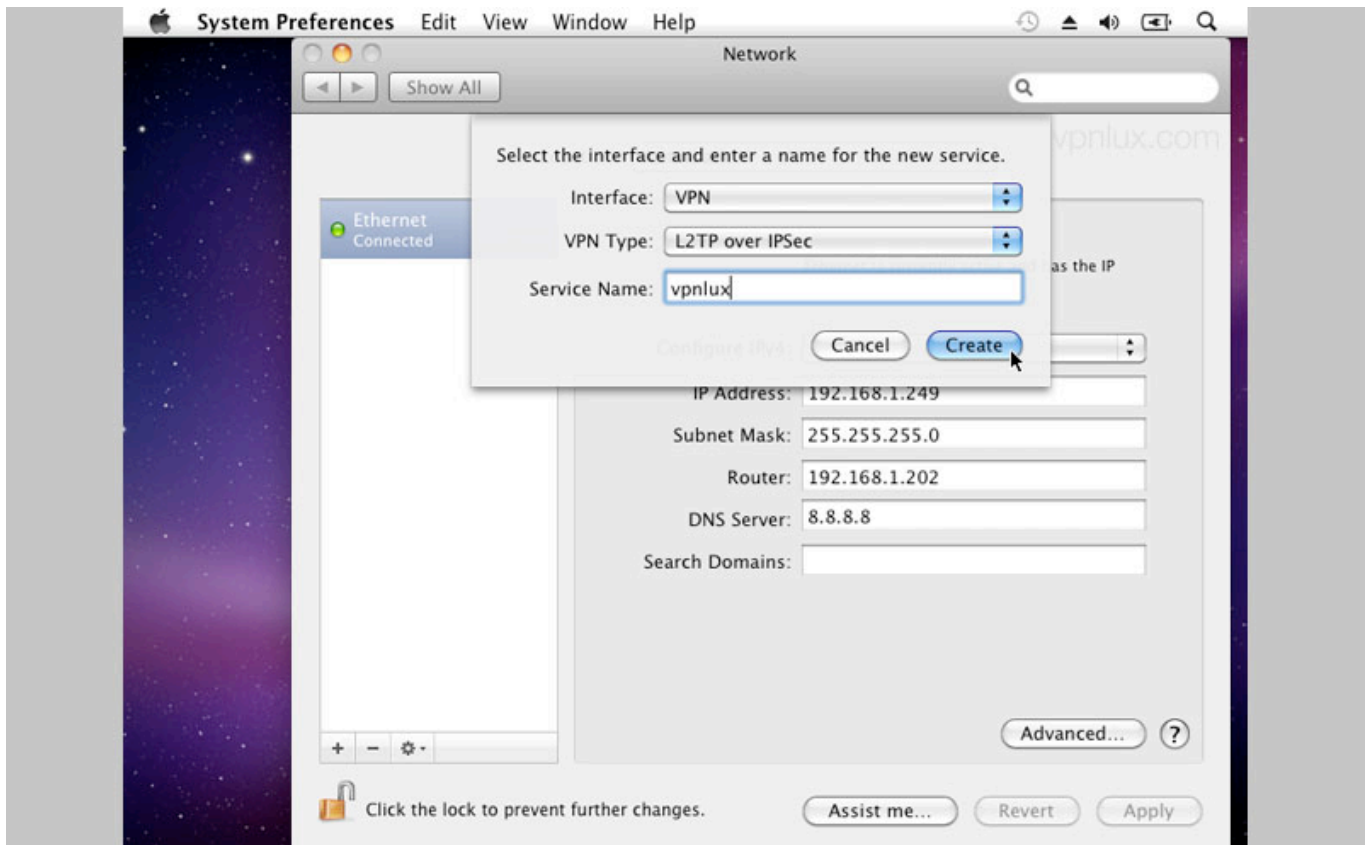 System Preferences Edit View Window Help
Network
Show All
vpnlux.com
Select the interface and enter a name for the new service.
Interface: VPN
VPN Type: L2TP over IPSec
Service Name: vpnlux
Cancel Create
Ethernet
Connected
as the IP
Configure IPv4:
IP Address: 192.168.1.249
Subnet Mask: 255.255.255.0
Router: 192.168.1.202
DNS Server: 8.8.8.8
Search Domains:
Advanced... ?
+ −
Click the lock to prevent further changes.
Assist me... Revert Apply